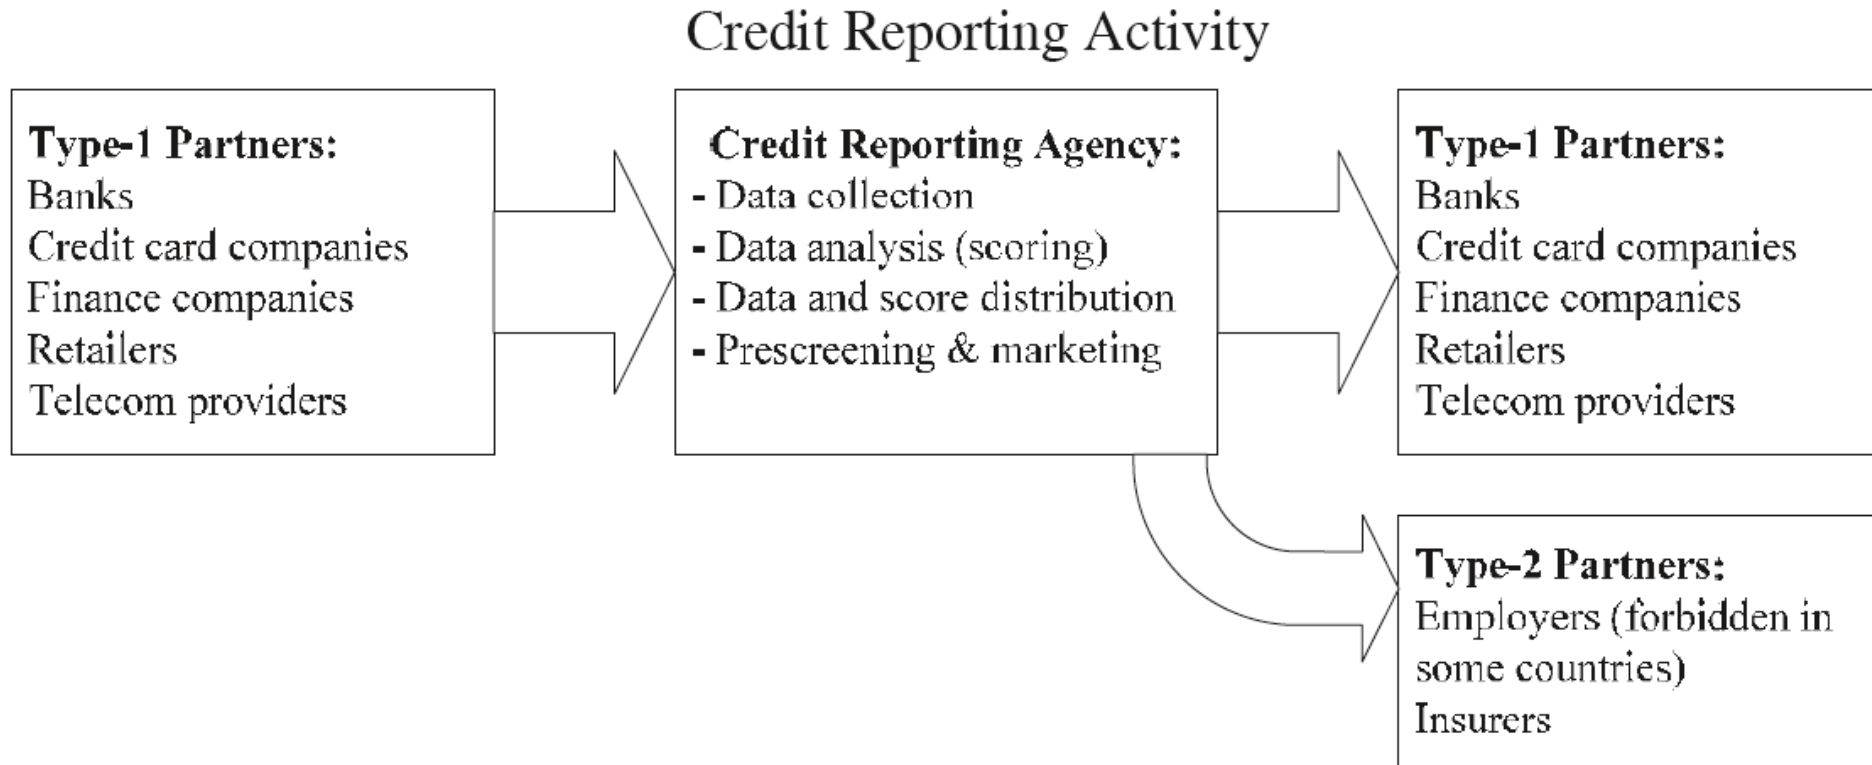 Credit Reporting Activity
Type-1 Partners:
Banks
Credit card companies
Finance companies
Retailers
Telecom providers
Credit Reporting Agency:
- Data collection
- Data analysis (scoring)
- Data and score distribution
- Prescreening & marketing
Type-1 Partners:
Banks
Credit card companies
Finance companies
Retailers
Telecom providers
Type-2 Partners:
Employers (forbidden in
some countries)
Insurers